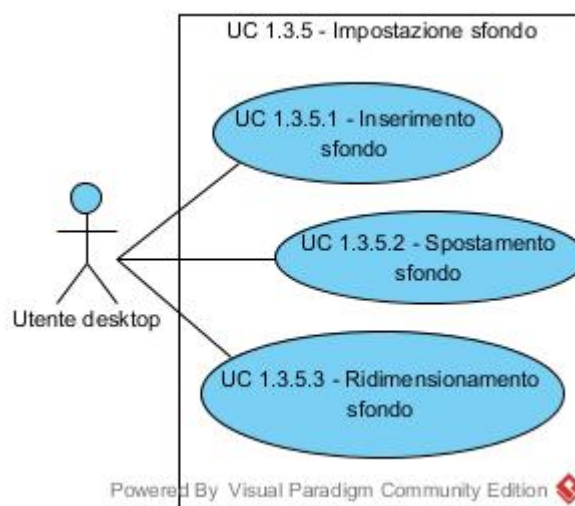 UC 1.3.5 - Impostazione sfondo
UC 1.3.5.1 - Inserimento
sfondo
UC 1.3.5.2 - Spostamento
sfondo
Utente desktop
UC 1.3.5.3 - Ridimensionamento
sfondo
Powered By Visual Paradigm Community Edition